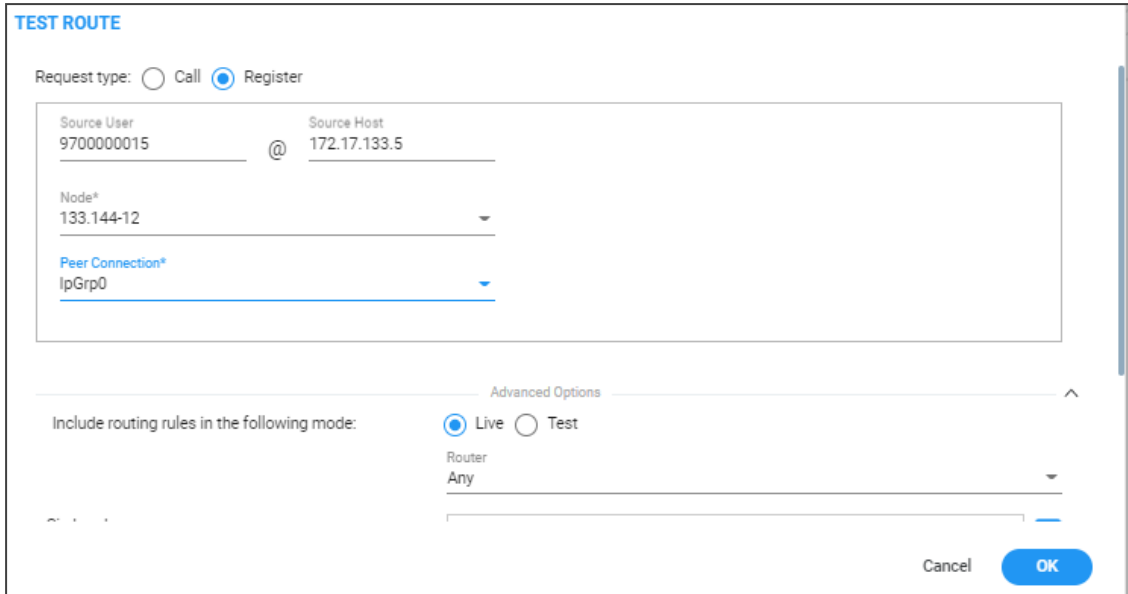 TEST ROUTE
Request type: Call Register
Source User Source Host
9700000015 @ 172.17.133.5
Node*
133.144-12
Peer Connection*
IpGrp0
Advanced Options
Include routing rules in the following mode: Live Test
Router
Any
Cancel OK